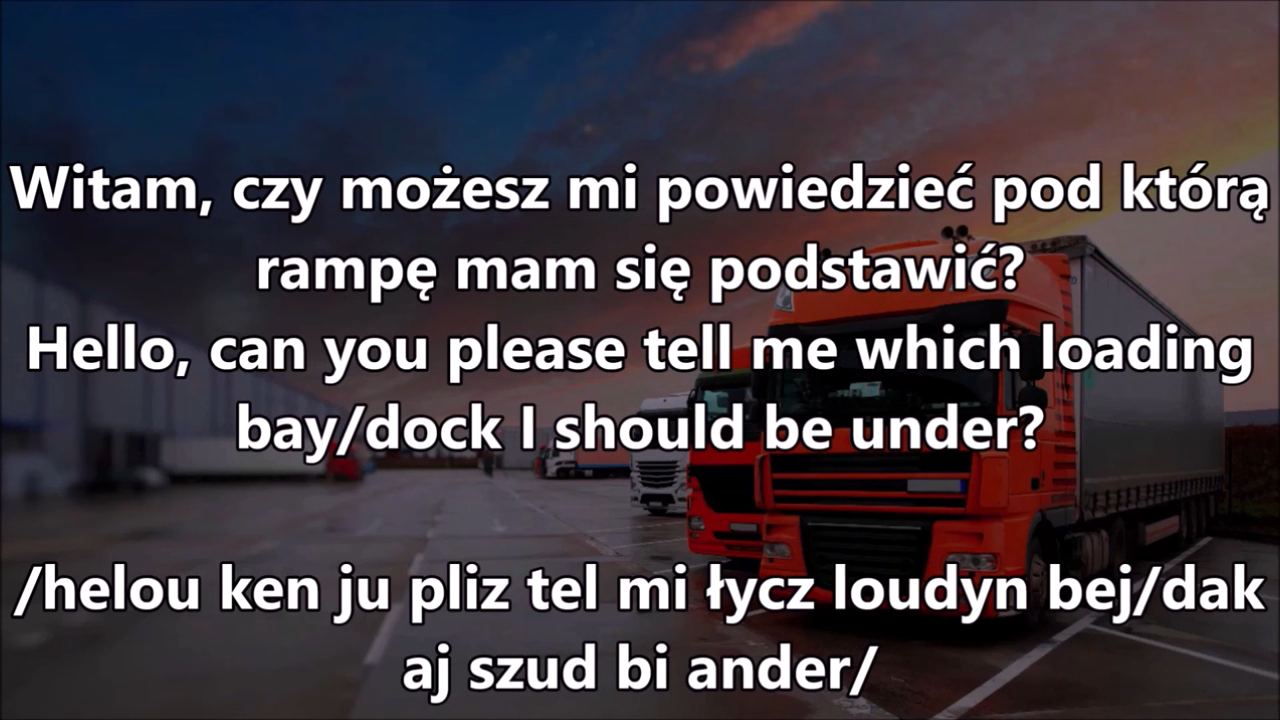 Witam, czy możesz mi powiedzieć pod którą
rampę mam się podstawić?
Hello, can you please tell me which loading
bay/dock I should be under?
/helou ken ju pliz tel mi łycz loudyn bej/dak
aj szud bi ander/